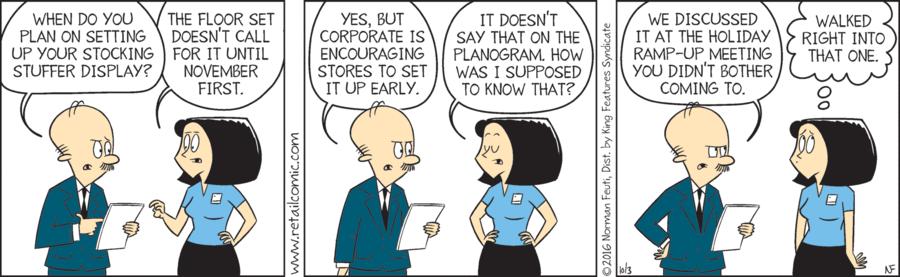 WHEN DO YOU
PLAN ON SETTING
UP YOUR STOCKING
STUFFER DISPLAY?
THE FLOOR SET
DOESN'T CALL
FOR IT UNTIL
NOVEMBER
FIRST.
www.retailcomic.com
YES, BUT
CORPORATE IS
ENCOURAGING
STORES TO SET
IT UP EARLY.
IT DOESN'T
SAY THAT ON THE
PLANOGRAM. HOW
WAS I SUPPOSED
TO KNOW THAT?
©2016 Norman Feuti, Dist. by King Features Syndicate
WE DISCUSSED
IT AT THE HOLIDAY
RAMP-UP MEETING
YOU DIDN'T BOTHER
COMING TO.
WALKED
RIGHT INTO
THAT ONE.
10/3
NF